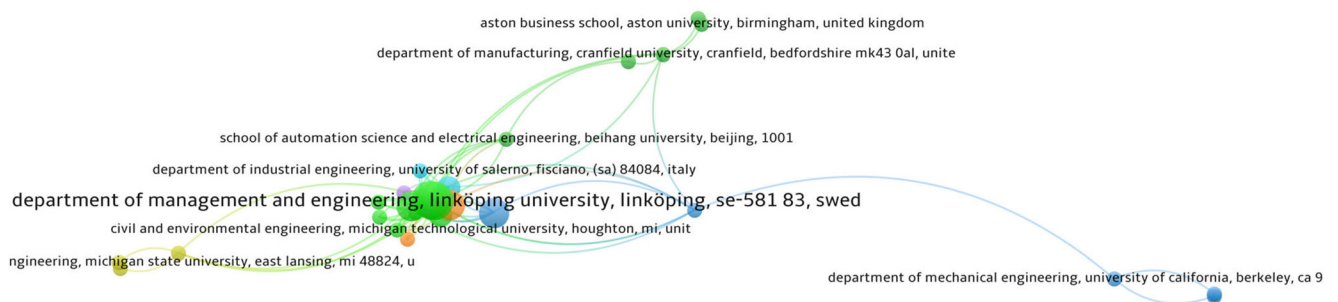 aston business school, aston university, birmingham, united kingdom
department of manufacturing, cranfield university, cranfield, bedfordshire mk43 0al, unite
school of automation science and electrical engineering, beihang university, beijing, 1001
department of industrial engineering, university of salerno, fisciano, (sa) 84084, italy
department of management and engineering, linköping university, linköping, se-581 83, swed
civil and environmental engineering, michigan technological university, houghton, mi, unit
ngineering, michigan state university, east lansing, mi 48824, u
department of mechanical engineering, university of california, berkeley, ca 9